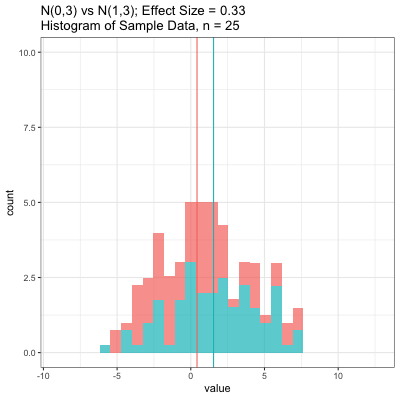 N(0,3) vs N(1,3); Effect Size = 0.33
Histogram of Sample Data, n = 25
10.0
7.5
5.0
2.5
0.0
count
-10
-5
0
5
10
value